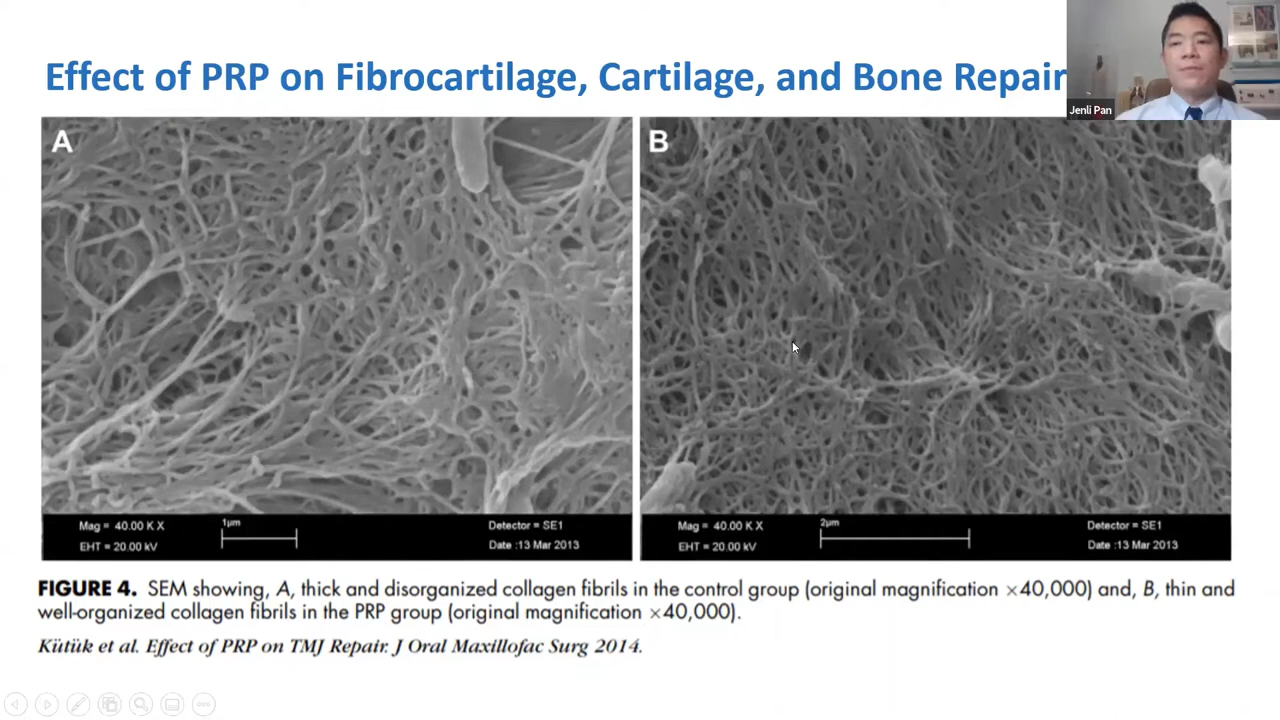 Effect of PRP on Fibrocartilage, Cartilage, and Bone Repair
Jenli Pan
A
B
Mag = 40.00 K X
1µm
Detector = SE1
EHT = 20.00 kV
Date :13 Mar 2013
Mag = 40.00 K X
2µm
Detector = SE1
EHT = 20.00 kV
Date :13 Mar 2013
FIGURE 4. SEM showing, A, thick and disorganized collagen fibrils in the control group (original magnification ×40,000) and, B, thin and
well-organized collagen fibrils in the PRP group (original magnification ×40,000).
Kütük et al. Effect of PRP on TMJ Repair. J Oral Maxillofac Surg 2014.